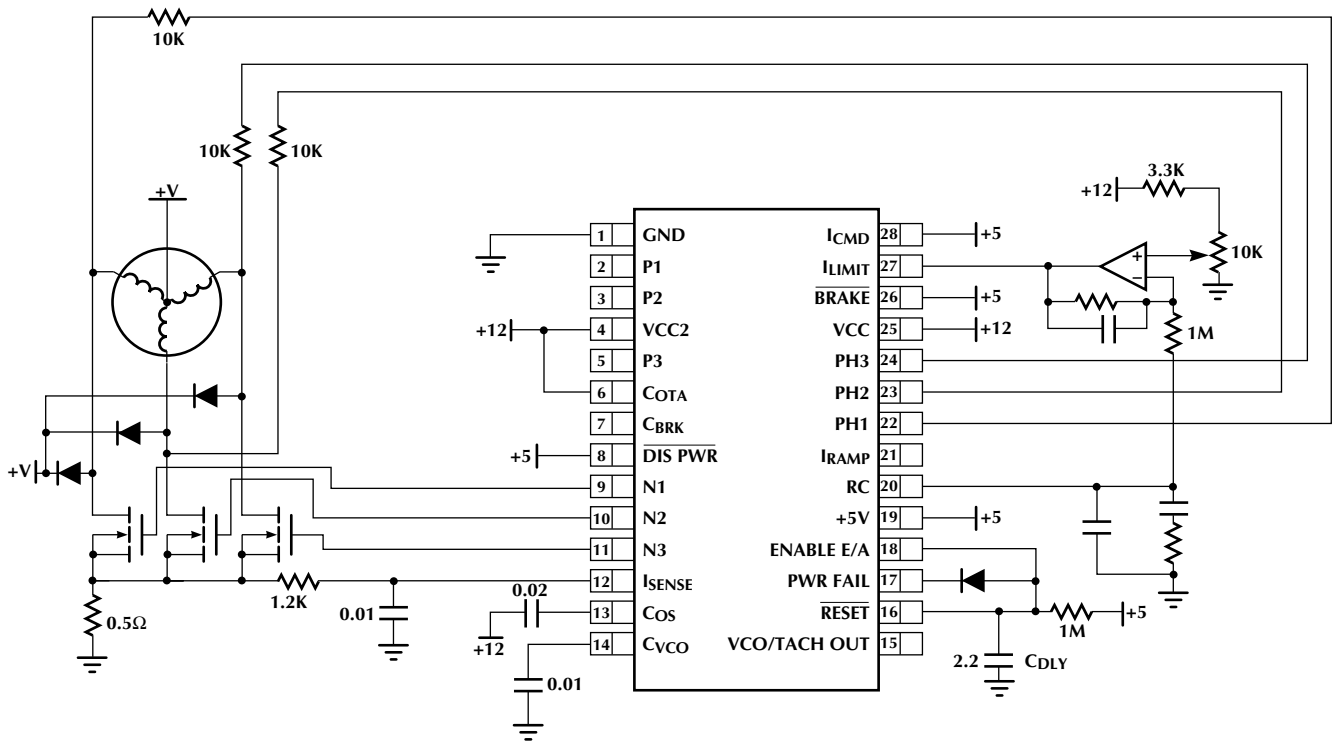 10K
10K
10K
+V
+V
0.5Ω
1.2K
0.01
0.02
+12
0.01
+12
+5
1 GND
2 P1
3 P2
4 VCC2
5 P3
6 COTA
7 CBRK
8 DIS PWR
9 N1
10 N2
11 N3
12 ISENSE
13 COS
14 CVCO
ICMD 28
ILIMIT 27
BRAKE 26
VCC 25
PH3 24
PH2 23
PH1 22
IRAMP 21
RC 20
+5V 19
ENABLE E/A 18
PWR FAIL 17
RESET 16
VCO/TACH OUT 15
+5
+5
+12
+5
+12
3.3K
10K
+
–
1M
1M
+5
2.2
CDLY